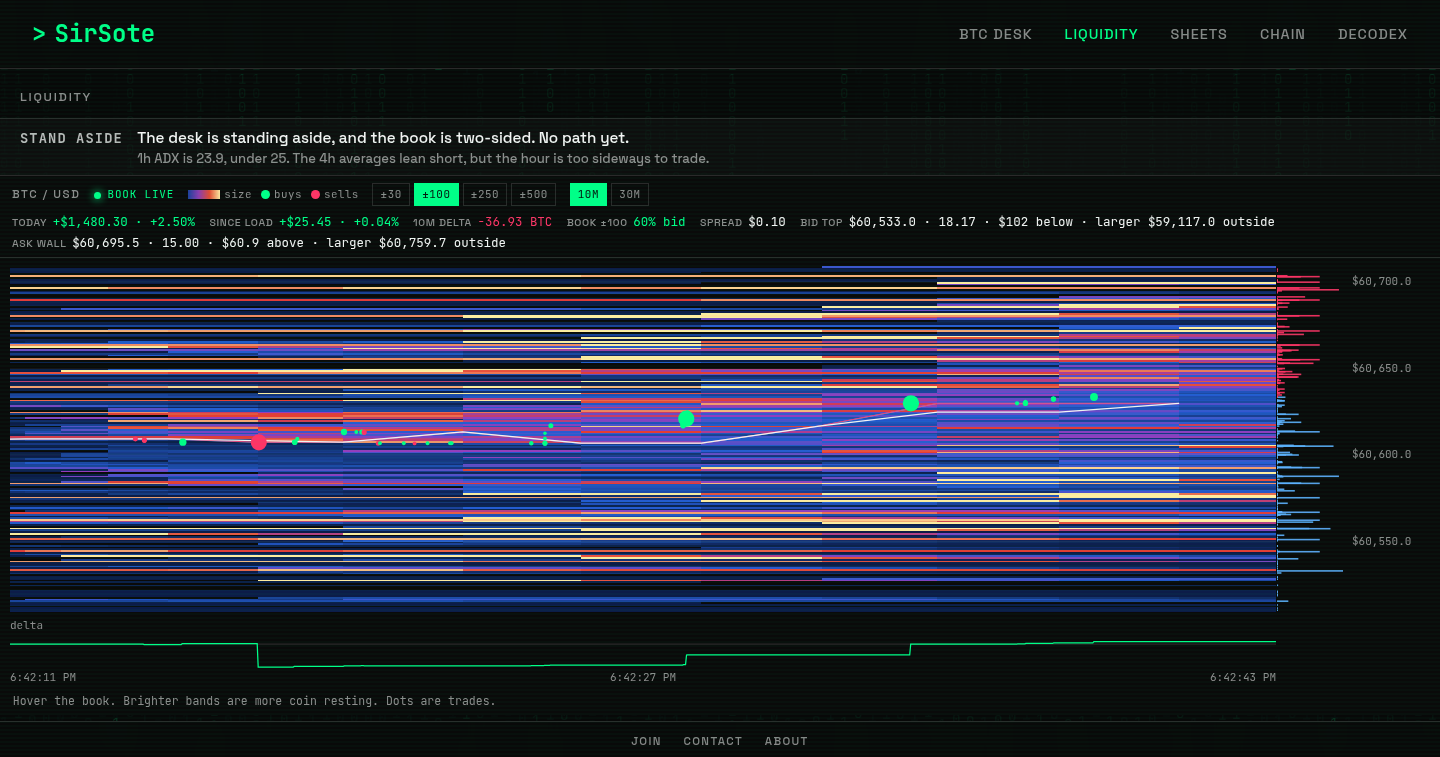 > SirSote
BTC DESK LIQUIDITY SHEETS CHAIN DECODEX
LIQUIDITY
STAND ASIDE The desk is standing aside, and the book is two-sided. No path yet.
1h ADX is 23.9, under 25. The 4h averages lean short, but the hour is too sideways to trade.
BTC / USD BOOK LIVE size buys sells ±30 ±100 ±250 ±500 10M 30M
TODAY +$1,480.30 · +2.50% SINCE LOAD +$25.45 · +0.04% 10M DELTA -36.93 BTC BOOK ±100 60% bid SPREAD $0.10 BID TOP $60,533.0 · 18.17 · $102 below · larger $59,117.0 outside
ASK WALL $60,695.5 · 15.00 · $60.9 above · larger $60,759.7 outside
$60,700.0
$60,650.0
$60,600.0
$60,550.0
delta
6:42:11 PM 6:42:27 PM 6:42:43 PM
Hover the book. Brighter bands are more coin resting. Dots are trades.
JOIN CONTACT ABOUT